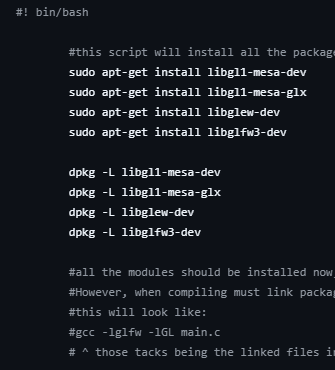 #! bin/bash
#this script will install all the package
sudo apt-get install libgl1-mesa-dev
sudo apt-get install libgl1-mesa-glx
sudo apt-get install libglew-dev
sudo apt-get install libglfw3-dev
dpkg -L libgl1-mesa-dev
dpkg -L libgl1-mesa-glx
dpkg -L libglew-dev
dpkg -L libglfw3-dev
#all the modules should be installed now
#However, when compiling must link packag
#this will look like:
#gcc -lglfw -lGL main.c
# ^ those tacks being the linked files in